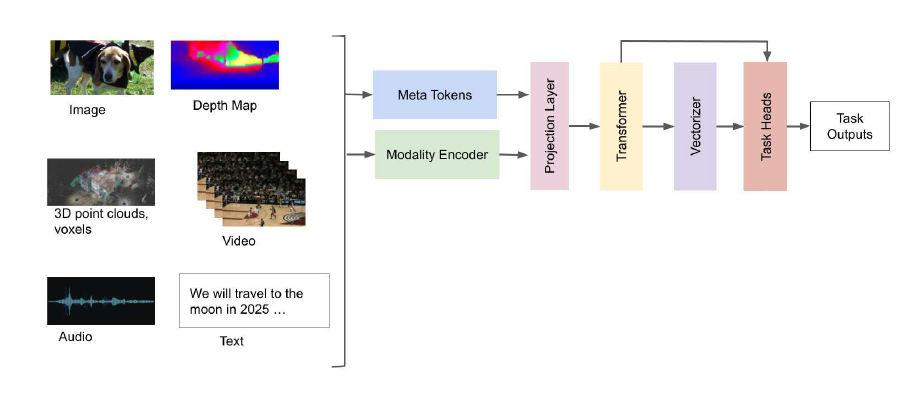 Image
Depth Map
3D point clouds,
voxels
Video
Audio
We will travel to the
moon in 2025 …
Text
Meta Tokens
Modality Encoder
Projection Layer
Transformer
Vectorizer
Task Heads
Task
Outputs